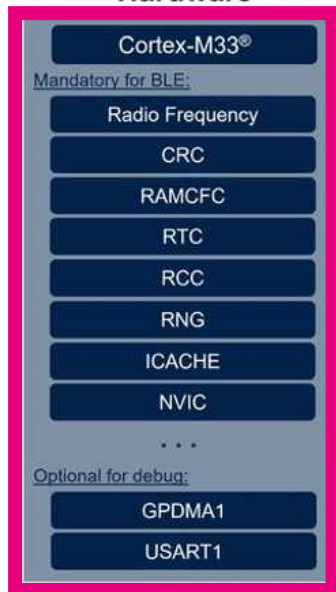 Hardware
Cortex-M33®
Mandatory for BLE:
Radio Frequency
CRC
RAMCFC
RTC
RCC
RNG
ICACHE
NVIC
...
Optional for debug:
GPDMA1
USART1